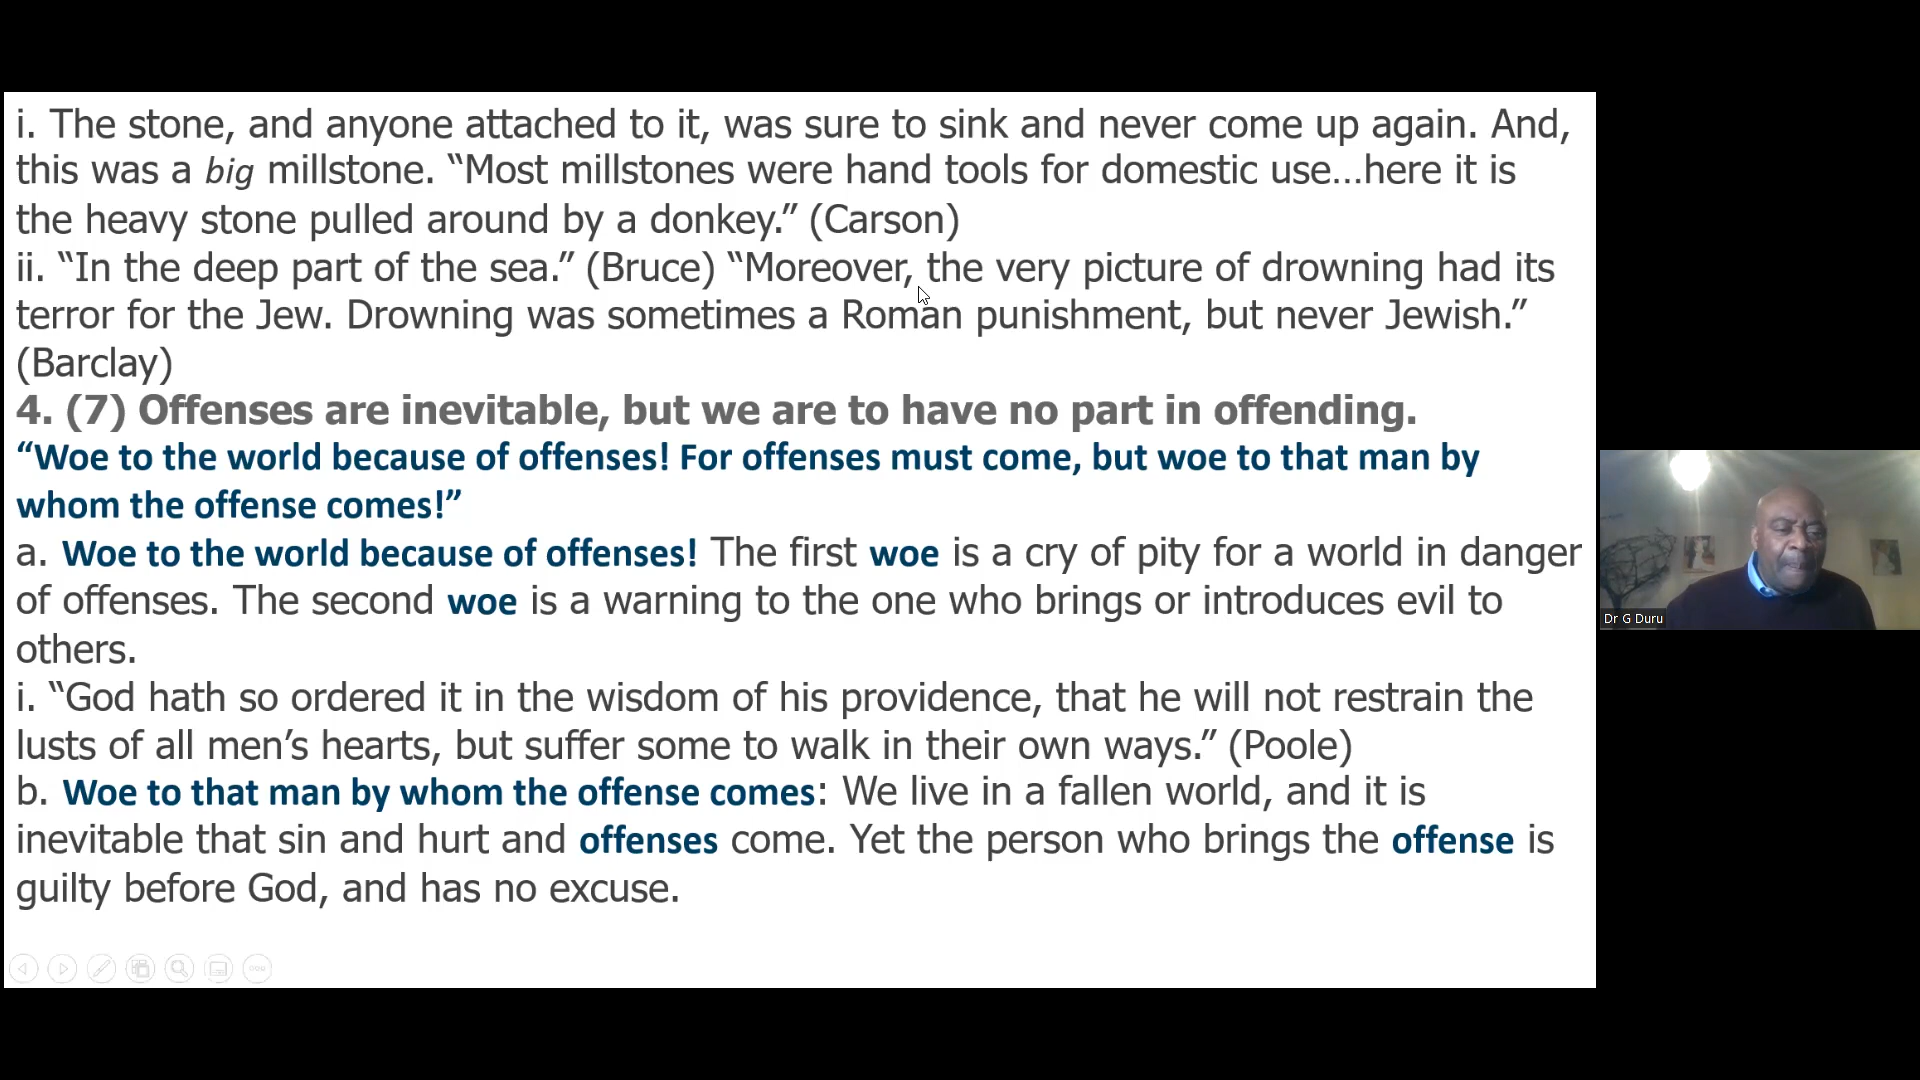 i. The stone, and anyone attached to it, was sure to sink and never come up again. And,
this was a big millstone. “Most millstones were hand tools for domestic use…here it is
the heavy stone pulled around by a donkey.” (Carson)
ii. “In the deep part of the sea.” (Bruce) “Moreover, the very picture of drowning had its
terror for the Jew. Drowning was sometimes a Roman punishment, but never Jewish.”
(Barclay)
4. (7) Offenses are inevitable, but we are to have no part in offending.
“Woe to the world because of offenses! For offenses must come, but woe to that man by
whom the offense comes!”
a. Woe to the world because of offenses! The first woe is a cry of pity for a world in danger
of offenses. The second woe is a warning to the one who brings or introduces evil to
others.
i. “God hath so ordered it in the wisdom of his providence, that he will not restrain the
lusts of all men’s hearts, but suffer some to walk in their own ways.” (Poole)
b. Woe to that man by whom the offense comes: We live in a fallen world, and it is
inevitable that sin and hurt and offenses come. Yet the person who brings the offense is
guilty before God, and has no excuse.
Dr G Duru